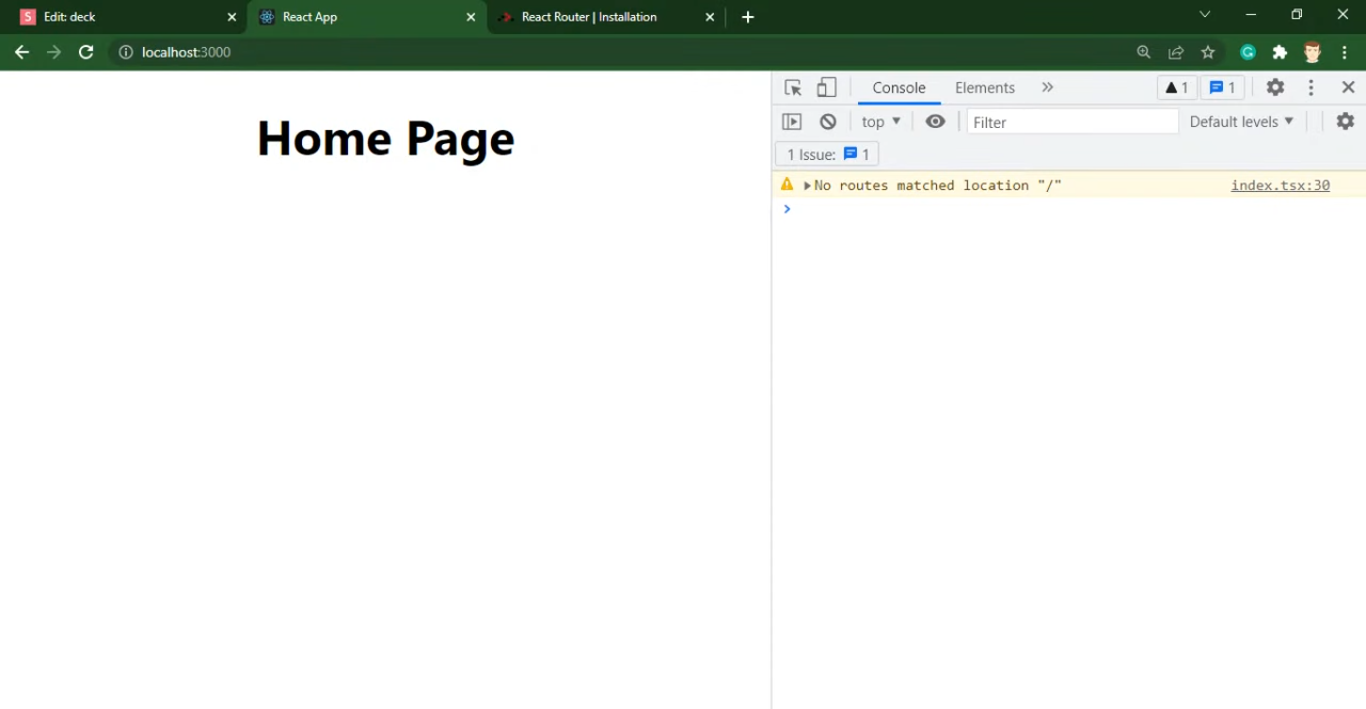 S Edit: deck
React App
React Router | Installation
localhost:3000
Home Page
Console Elements 1 1
top Filter Default levels
1 Issue: 1
No routes matched location "/" index.tsx:30